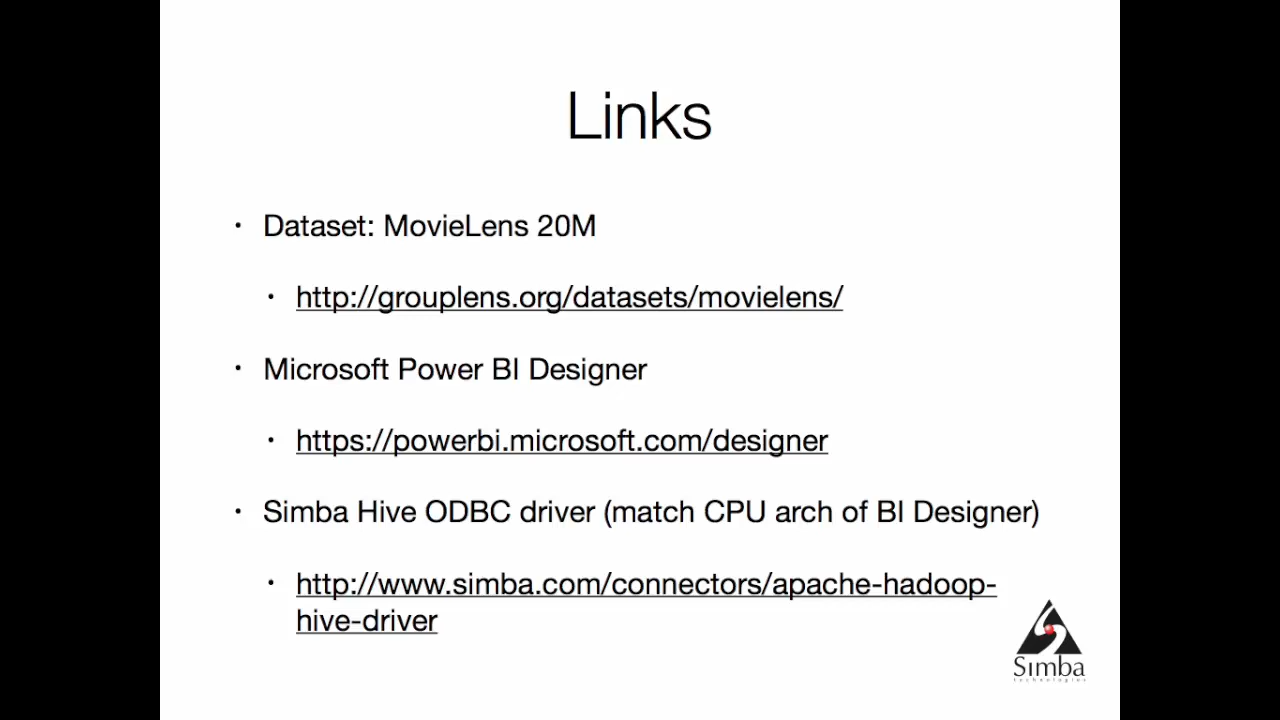 Links
• Dataset: MovieLens 20M
• http://grouplens.org/datasets/movielens/
• Microsoft Power BI Designer
• https://powerbi.microsoft.com/designer
• Simba Hive ODBC driver (match CPU arch of BI Designer)
• http://www.simba.com/connectors/apache-hadoop-
hive-driver
Simba
technologies